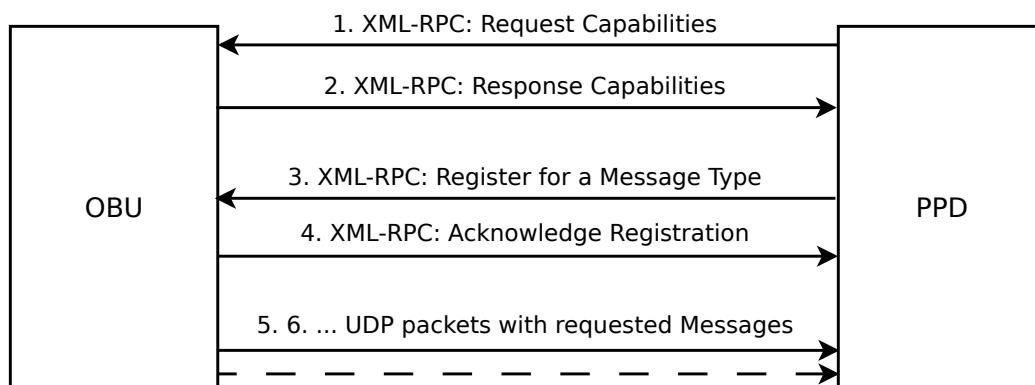 1. XML-RPC: Request Capabilities
2. XML-RPC: Response Capabilities
3. XML-RPC: Register for a Message Type
OBU
PPD
4. XML-RPC: Acknowledge Registration
5. 6. ... UDP packets with requested Messages